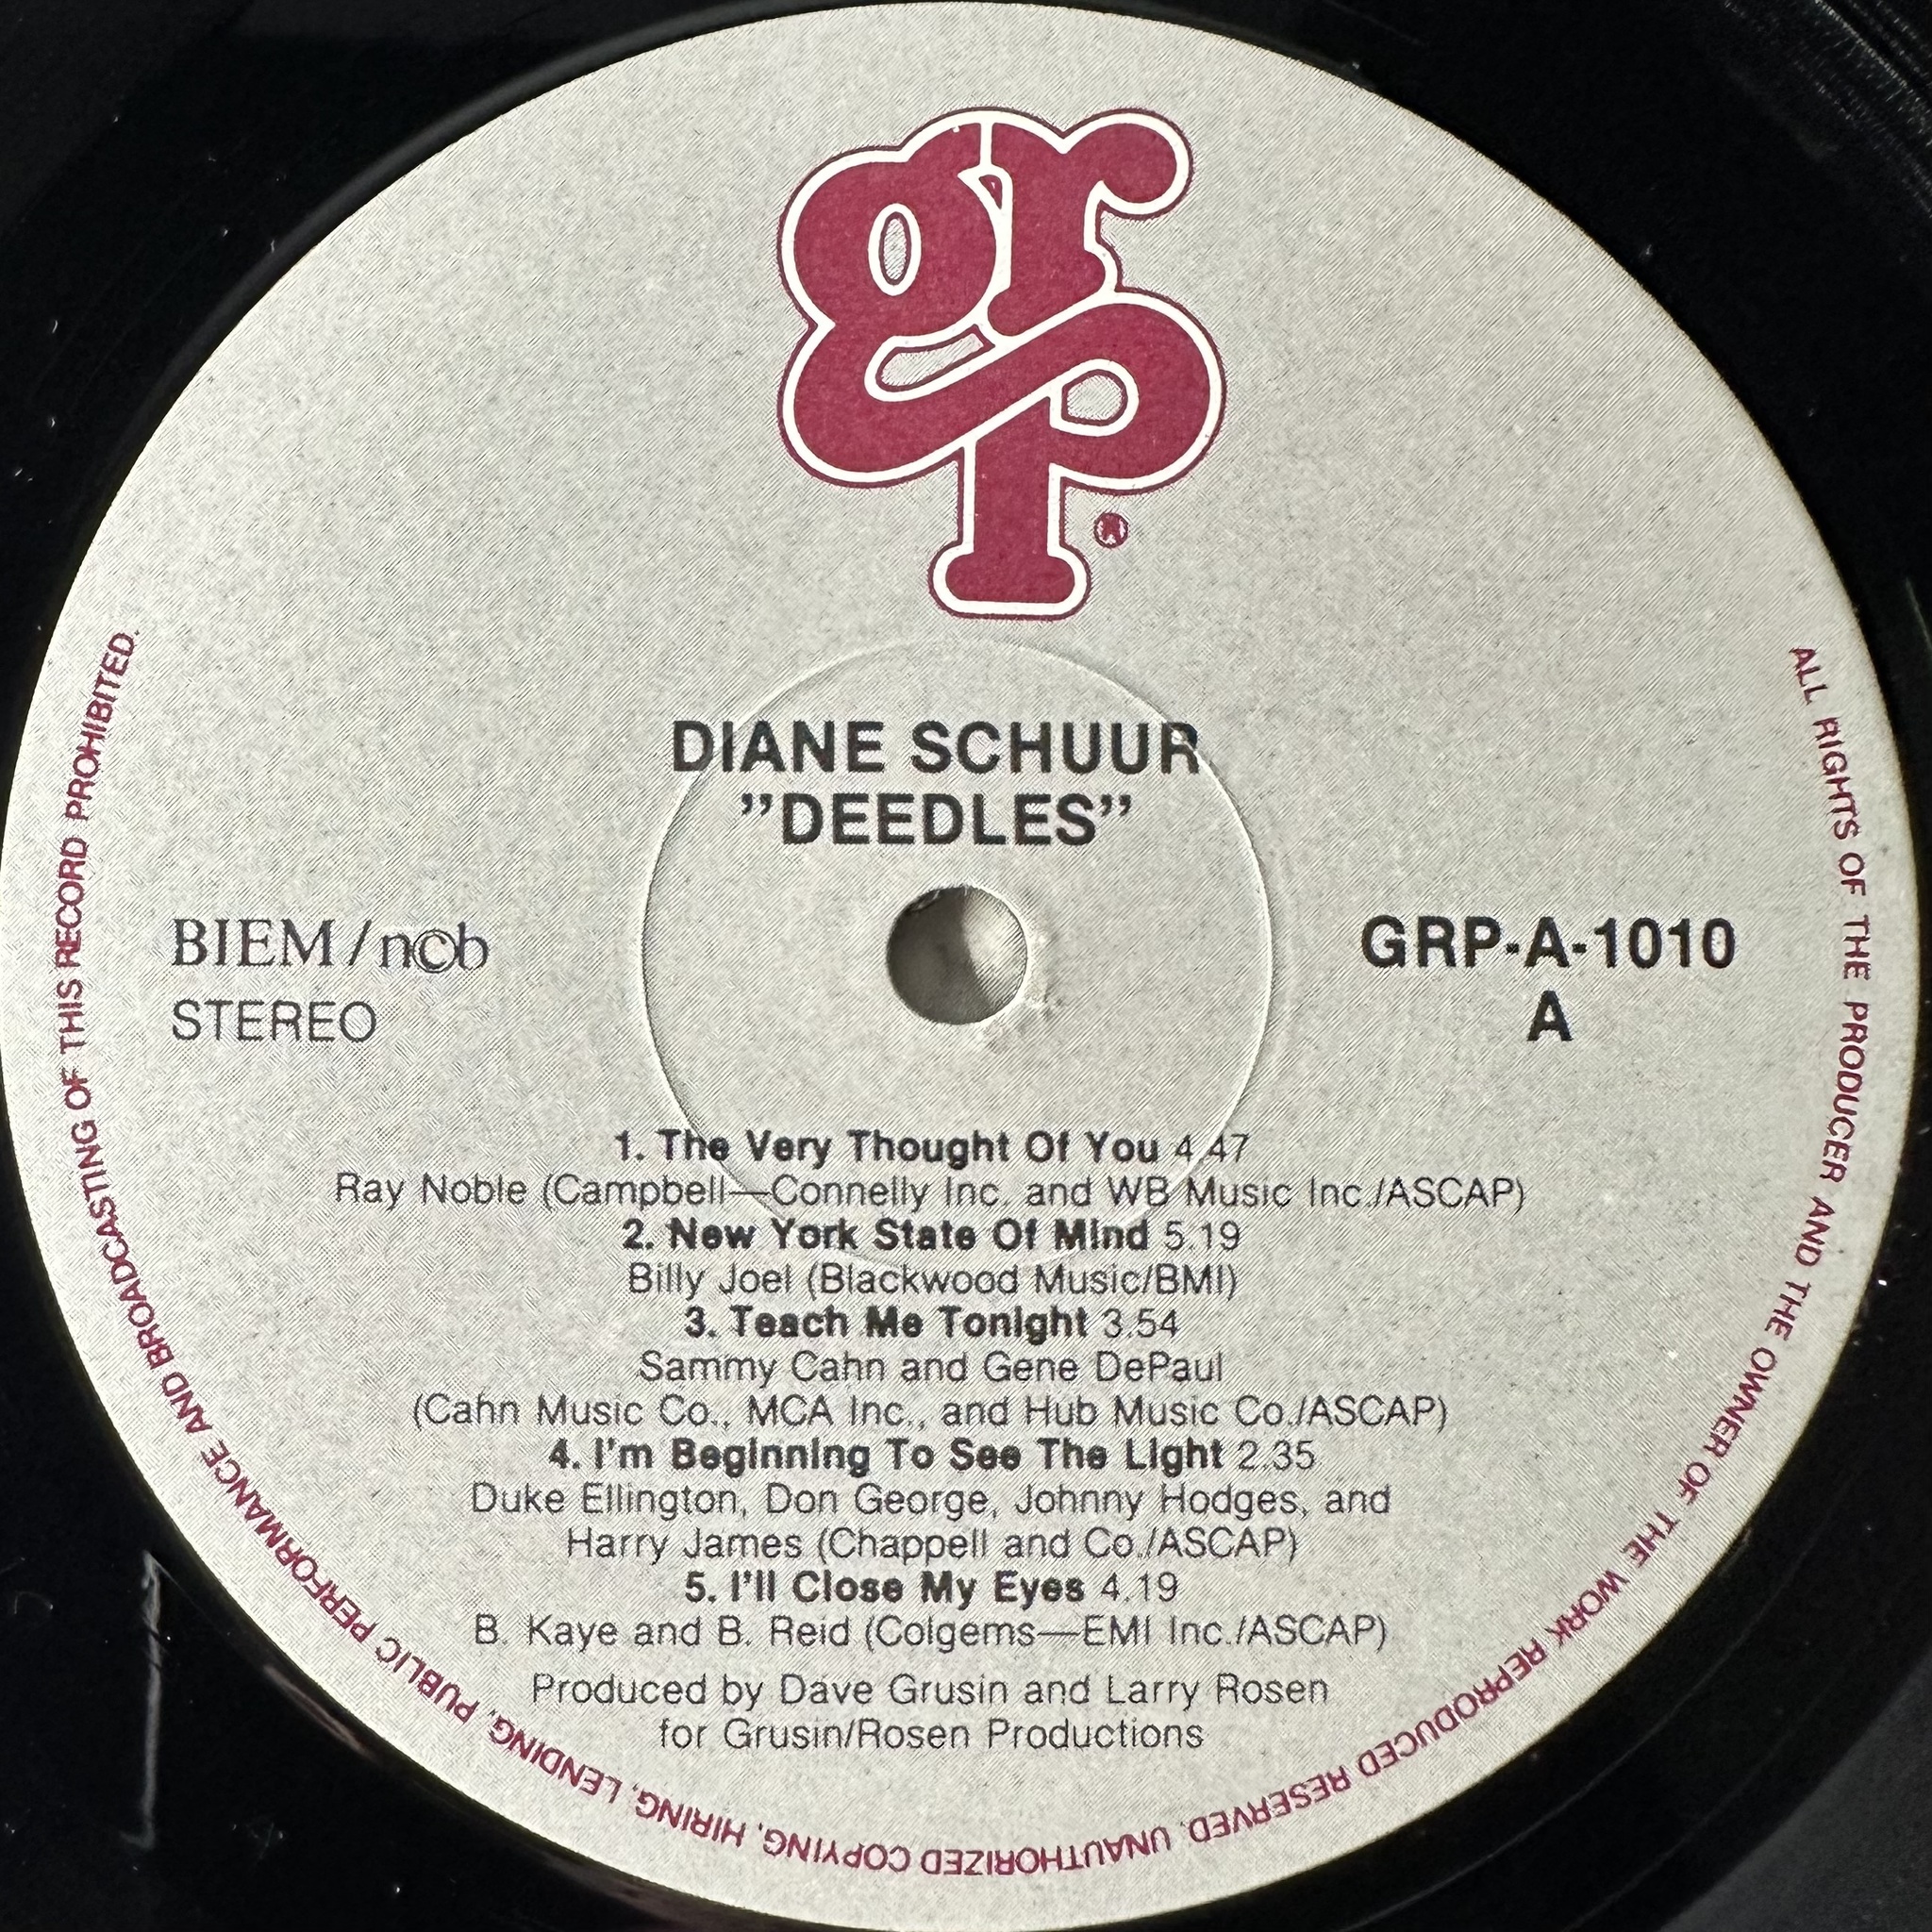 grp®
DIANE SCHUUR
”DEEDLES”
BIEM/n©b
STEREO
GRP-A-1010
A
1. The Very Thought Of You 4.47
Ray Noble (Campbell—Connelly Inc. and WB Music Inc./ASCAP)
2. New York State Of Mind 5.19
Billy Joel (Blackwood Music/BMI)
3. Teach Me Tonight 3.54
Sammy Cahn and Gene DePaul
(Cahn Music Co., MCA Inc., and Hub Music Co./ASCAP)
4. I'm Beginning To See The Light 2.35
Duke Ellington, Don George, Johnny Hodges, and
Harry James (Chappell and Co./ASCAP)
5. I'll Close My Eyes 4.19
B. Kaye and B. Reid (Colgems—EMI Inc./ASCAP)
Produced by Dave Grusin and Larry Rosen
for Grusin/Rosen Productions
ALL RIGHTS OF THE PRODUCER AND THE OWNER OF THE WORK REPRODUCED RESERVED. UNAUTHORIZED COPYING, HIRING, LENDING, PUBLIC PERFORMANCE AND BROADCASTING OF THIS RECORD PROHIBITED.